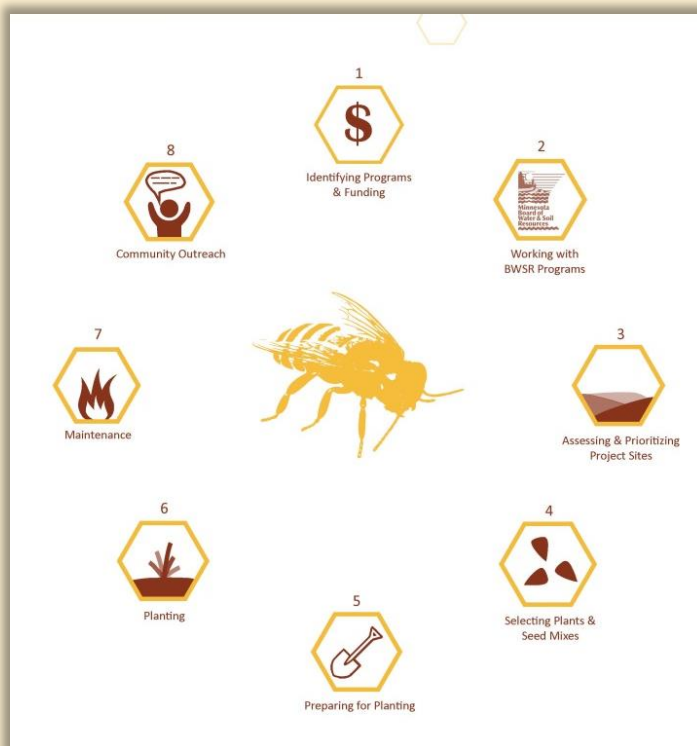 1
$
Identifying Programs
& Funding
2
Minnesota
Board of
Water & Soil
Resources
Working with
BWSR Programs
3
Assessing & Prioritizing
Project Sites
4
Selecting Plants &
Seed Mixes
5
Preparing for Planting
6
Planting
7
Maintenance
8
Community Outreach